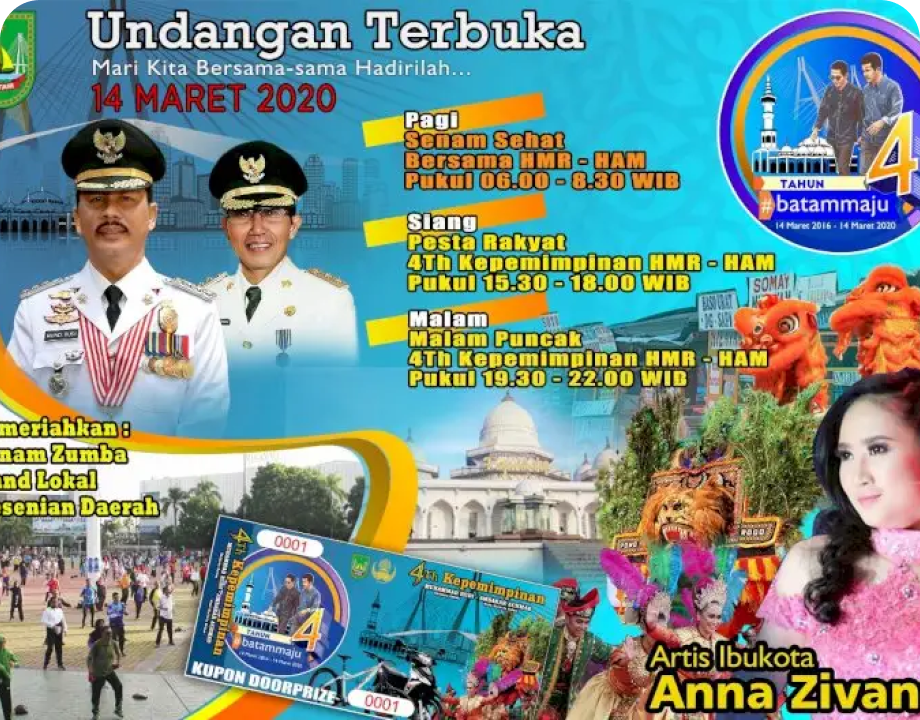 Undangan Terbuka
Mari Kita Bersama-sama Hadirilah...
14 MARET 2020
Pagi
Senam Sehat
Bersama HMR - HAM
Pukul 06.00 - 8.30 WIB
Siang
Pesta Rakyat
4Th Kepemimpinan HMR - HAM
Pukul 15.30 - 18.00 WIB
Malam
Malam Puncak
4Th Kepemimpinan HMR - HAM
Pukul 19.30 - 22.00 WIB
4
TAHUN
#batammaju
14 Maret 2016 - 14 Maret 2020
SOMAY
meriahkan :
nam Zumba
and Lokal
esenian Daerah
0001
4Th Kepemimpinan
4
TAHUN
batammaju
KUPON DOORPRIZE
4Th Kepemimpinan
0001
Artis Ibukota
Anna Zivan